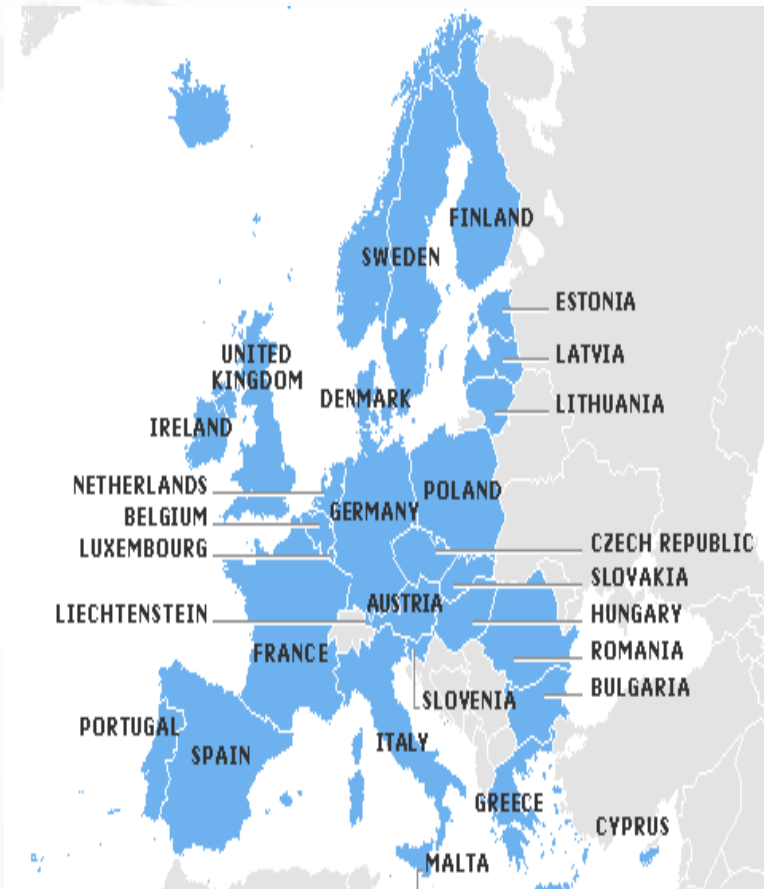 FINLAND
SWEDEN
ESTONIA
UNITED
KINGDOM
LATVIA
DENMARK
LITHUANIA
IRELAND
NETHERLANDS
POLAND
GERMANY
BELGIUM
CZECH REPUBLIC
LUXEMBOURG
SLOVAKIA
AUSTRIA
LIECHTENSTEIN
HUNGARY
FRANCE
ROMANIA
BULGARIA
SLOVENIA
PORTUGAL
ITALY
SPAIN
GREECE
CYPRUS
MALTA